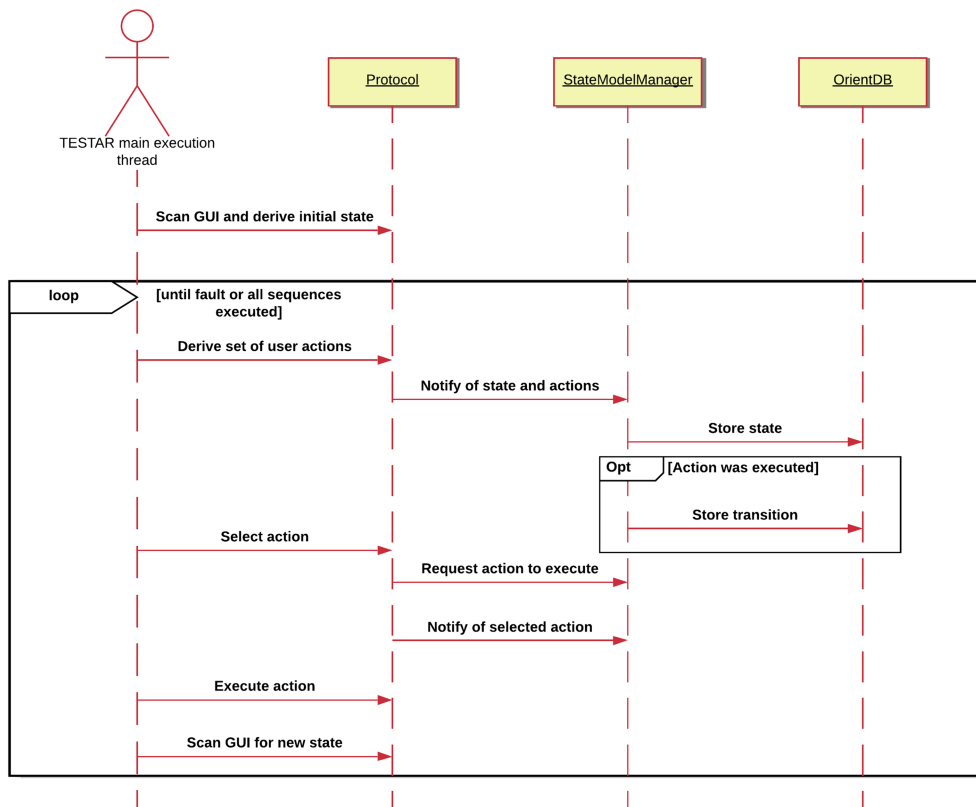 Protocol
StateModelManager
OrientDB
TESTAR main execution
thread
Scan GUI and derive initial state
loop
[until fault or all sequences
executed]
Derive set of user actions
Notify of state and actions
Store state
Opt
[Action was executed]
Store transition
Select action
Request action to execute
Notify of selected action
Execute action
Scan GUI for new state